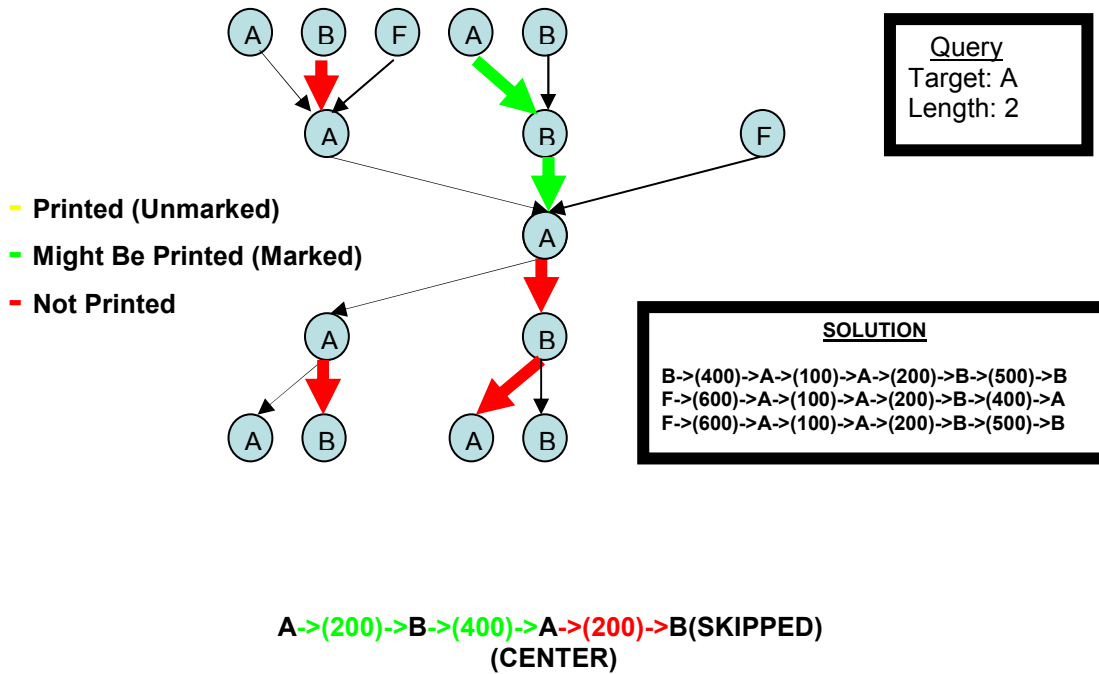 A B F A B
Query
Target: A
Length: 2
A B F
- Printed (Unmarked)
A
- Might Be Printed (Marked)
- Not Printed
A B
SOLUTION
B->(400)->A->(100)->A->(200)->B->(500)->B
F->(600)->A->(100)->A->(200)->B->(400)->A
F->(600)->A->(100)->A->(200)->B->(500)->B
A B A B
A->(200)->B->(400)->A->(200)->B(SKIPPED)
(CENTER)